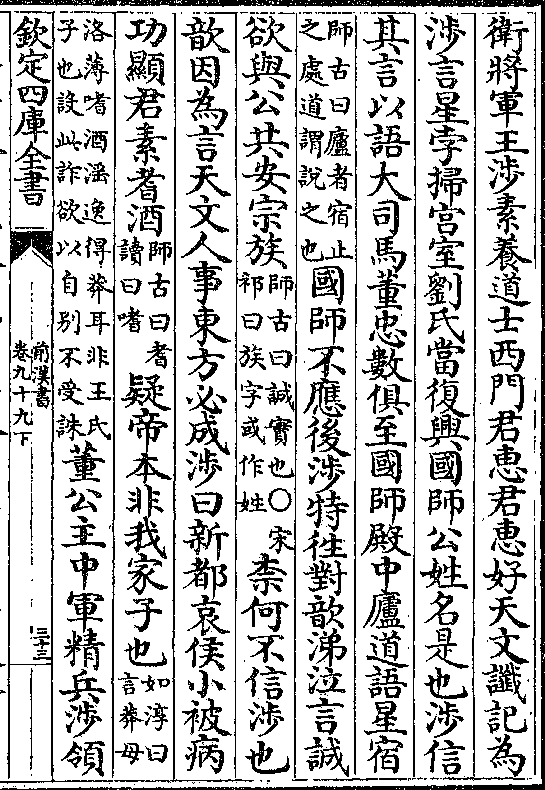 衛將軍王涉素養道士西門君惠君惠好天文讖記為
涉言星孛掃宮室劉氏當復興國師公姓名是也涉信
其言以語大司馬董忠數俱至國師殿中廬道語星宿
師古曰廬者宿止
之處道謂說之也
國師不應後涉特徃對歆涕泣言誠
欲與公共安宗族
師古曰誠實也○宋
祁曰族字或作姓
柰何不信涉也
歆因為言天文人事東方必成涉曰新都哀侯小被病
功顯君素耆酒
師古曰耆
讀曰嗜
疑帝本非我家子也
如淳曰
言莽母
洛薄嗜酒滛逸得莽耳非王氏
子也設此詐欲以自別不受誅
董公主中軍精兵涉領
欽定四庫全書
前漢書
卷九十九下
三十三